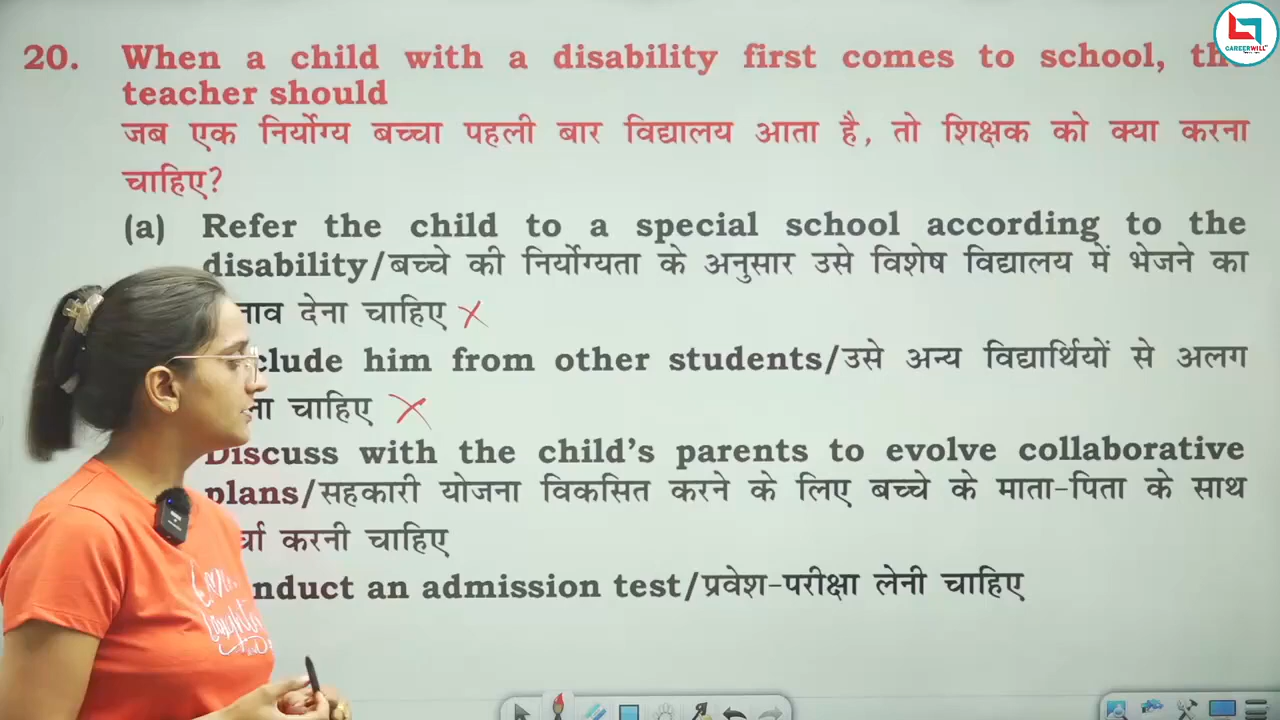 CAREERWILL
20. When a child with a disability first comes to school,
teacher should
जब एक निर्योग्य बच्चा पहली बार विद्यालय आता है, तो शिक्षक को क्या करना
चाहिए?
(a) Refer the child to a special school according to the
disability/बच्चे की निर्योग्यता के अनुसार उसे विशेष विद्यालय में भेजने का
देना चाहिए
him from other students/उसे अन्य विद्यार्थियों से अलग
चाहिए
Discuss with the child's parents to evolve collaborative
plans/सहकारी योजना विकसित करने के लिए बच्चे के माता-पिता के साथ
करनी चाहिए
an admission test/प्रवेश-परीक्षा लेनी चाहिए